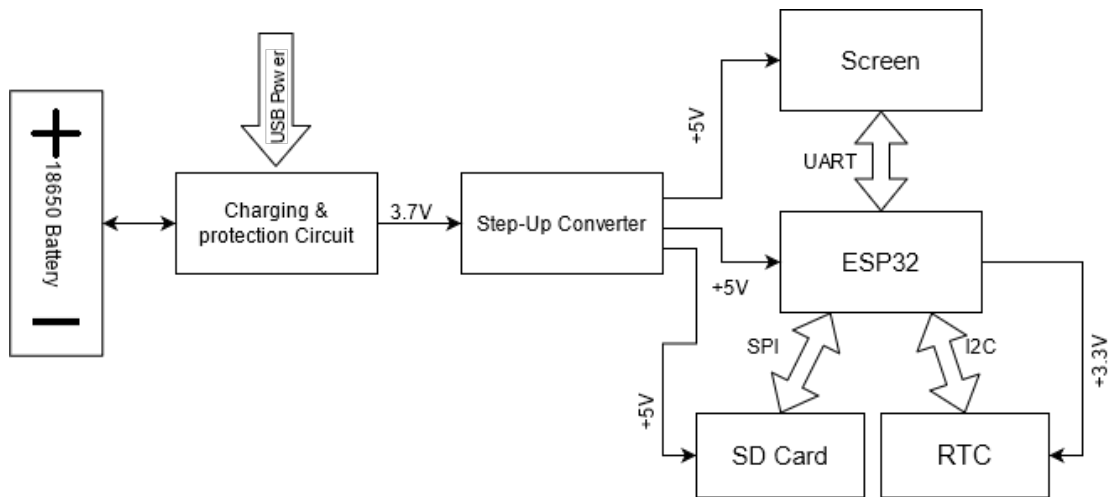 18650 Battery
USB Power
Charging &
protection Circuit
3.7V
Step-Up Converter
+5V
+5V
+5V
Screen
UART
ESP32
SPI
I2C
+3.3V
SD Card
RTC